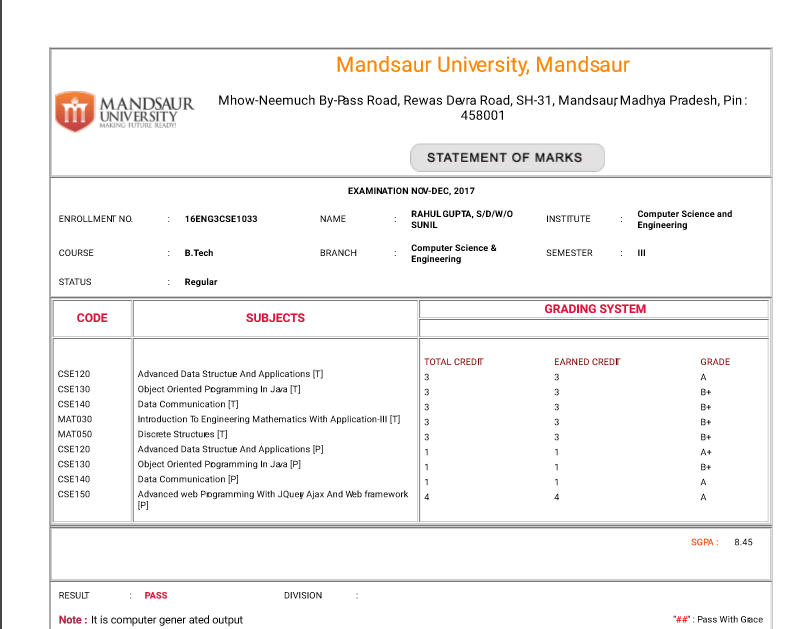 Mandsaur University, Mandsaur
MANDSAUR
UNIVERSITY
MAKING FUTURE READY!
Mhow-Neemuch By-Pass Road, Rewas Devra Road, SH-31, Mandsaur, Madhya Pradesh, Pin :
458001
STATEMENT OF MARKS
EXAMINATION NOV-DEC, 2017
ENROLLMENT NO. : 16ENG3CSE1033 NAME : RAHUL GUPTA, S/D/W/O SUNIL INSTITUTE : Computer Science and Engineering
COURSE : B.Tech BRANCH : Computer Science & Engineering SEMESTER : III
STATUS : Regular
CODE SUBJECTS GRADING SYSTEM
TOTAL CREDIT EARNED CREDIT GRADE
CSE120 Advanced Data Structue And Applications [T] 3 3 A
CSE130 Object Oriented Programming In Java [T] 3 3 B+
CSE140 Data Communication [T] 3 3 B+
MAT030 Introduction To Engineering Mathematics With Application-III [T] 3 3 B+
MAT050 Discrete Structures [T] 3 3 B+
CSE120 Advanced Data Structue And Applications [P] 1 1 A+
CSE130 Object Oriented Programming In Java [P] 1 1 B+
CSE140 Data Communication [P] 1 1 A
CSE150 Advanced web Programming With JQuery Ajax And Web framework [P] 4 4 A
SGPA : 8.45
RESULT : PASS DIVISION :
Note : It is computer gener ated output "##" : Pass With Grace